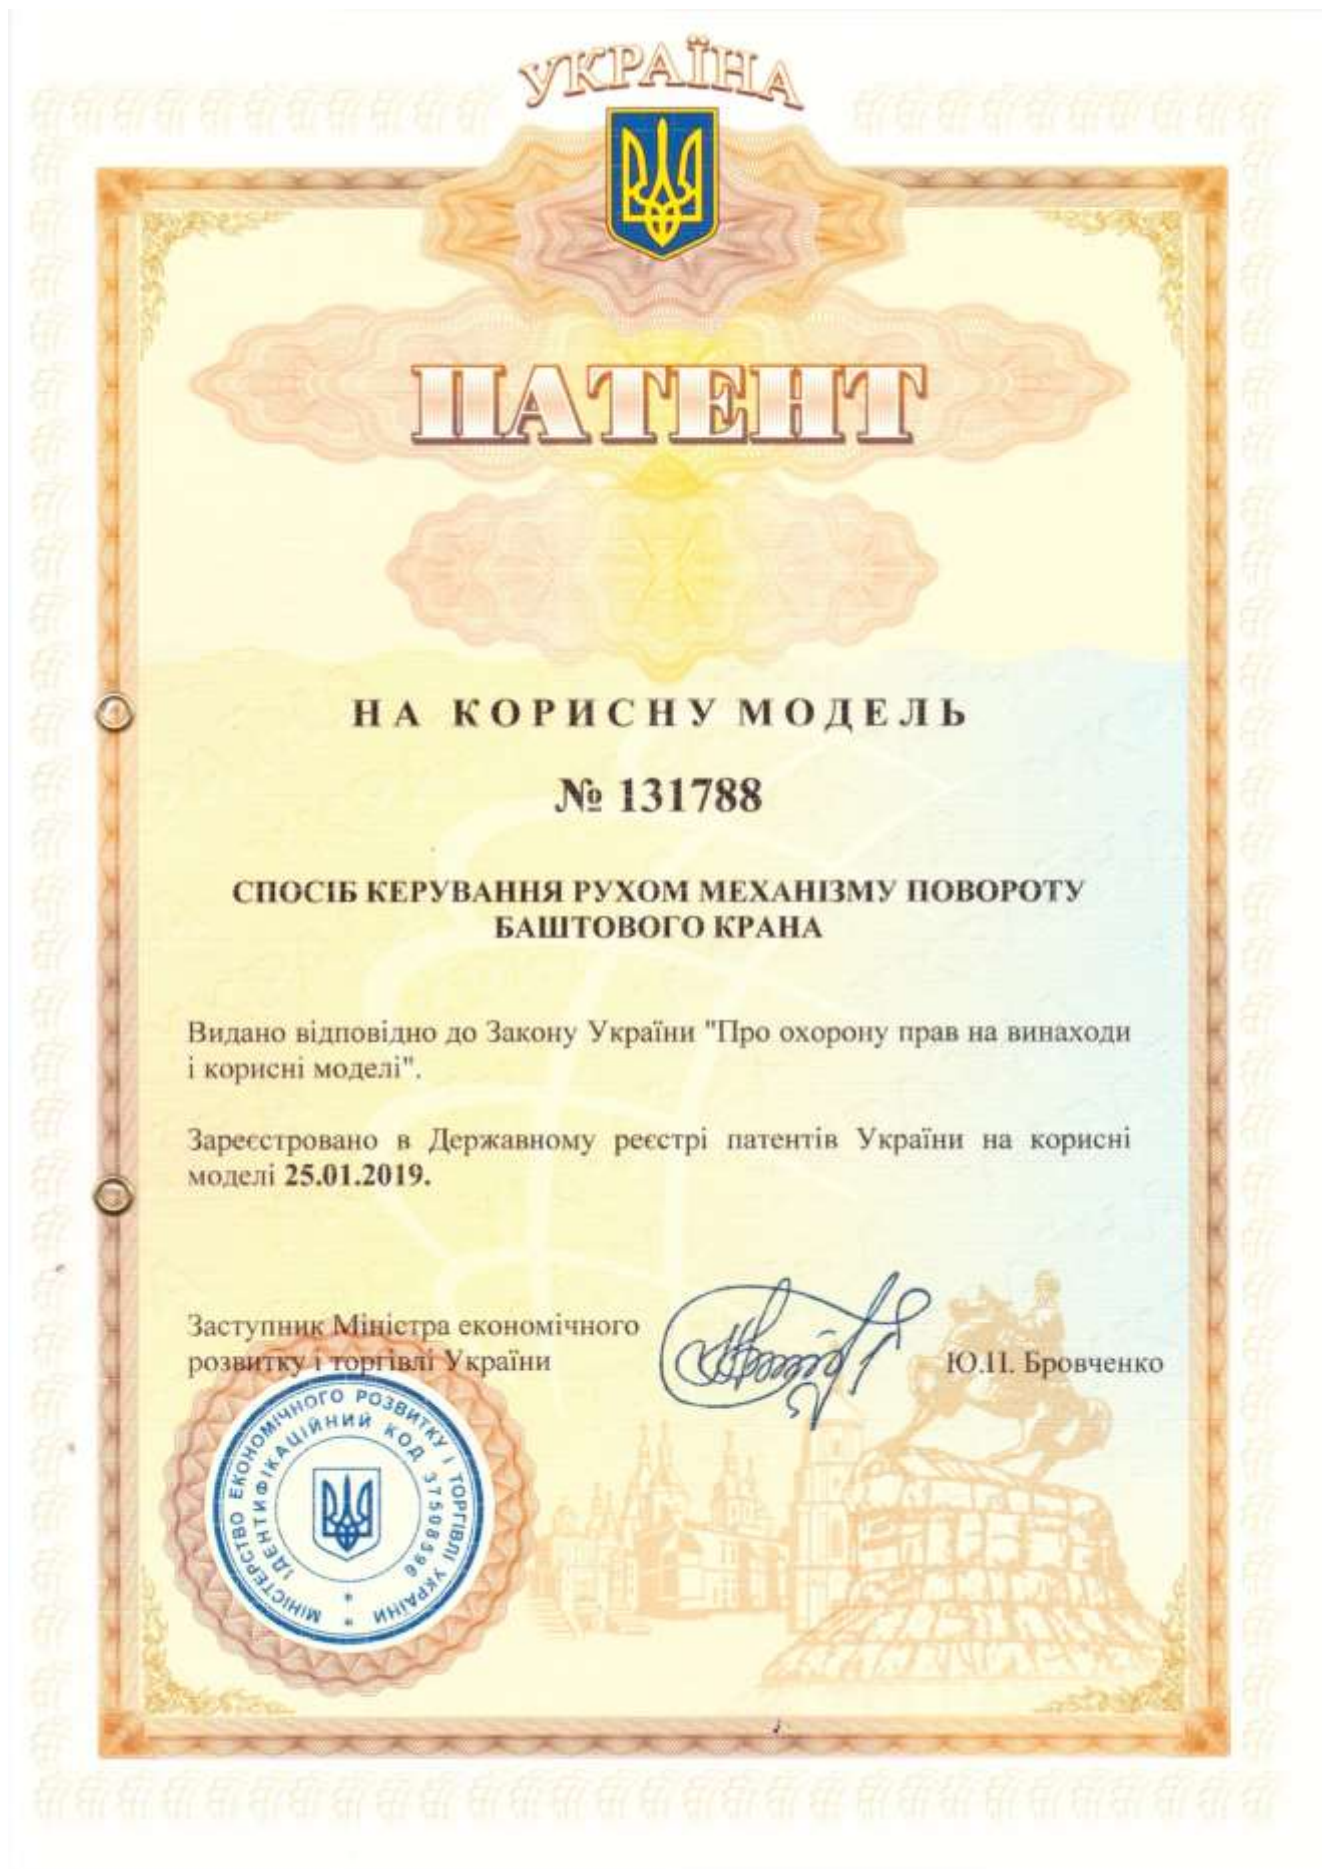 УКРАЇНА
ПАТЕНТ
НА КОРИСНУ МОДЕЛЬ
№ 131788
СПОСІБ КЕРУВАННЯ РУХОМ МЕХАНІЗМУ ПОВОРОТУ
БАШТОВОГО КРАНА
Видано відповідно до Закону України "Про охорону прав на винаходи
і корисні моделі".
Зареєстровано в Державному реєстрі патентів України на корисні
моделі 25.01.2019.
Заступник Міністра економічного
розвитку і торгівлі України
Ю.П. Бровченко
МІНІСТЕРСТВО ЕКОНОМІЧНОГО РОЗВИТКУ І ТОРГІВЛІ УКРАЇНИ
ІДЕНТИФІКАЦІЙНИЙ КОД 37508596